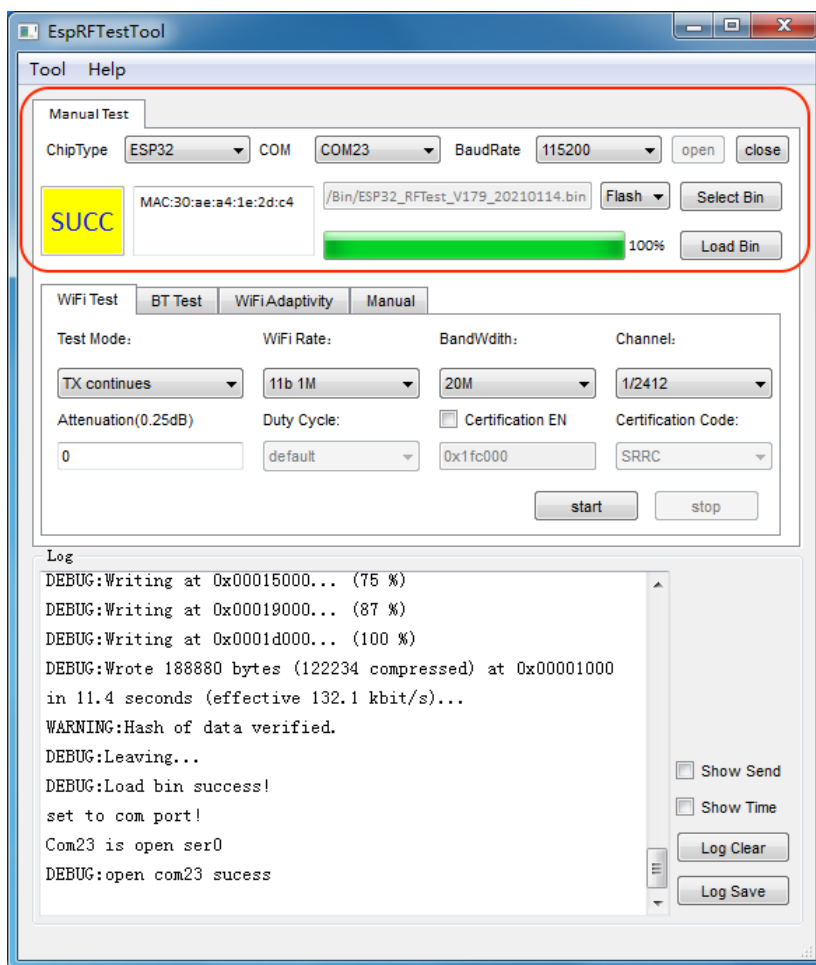 EspRFTestTool
Tool Help
Manual Test
ChipType ESP32 COM COM23 BaudRate 115200 open close
SUCC MAC:30:ae:a4:1e:2d:c4 /Bin/ESP32_RFTest_V179_20210114.bin Flash Select Bin
100% Load Bin
WiFi Test BT Test WiFi Adaptivity Manual
Test Mode: WiFi Rate: BandWdith: Channel:
TX continues 11b 1M 20M 1/2412
Attenuation(0.25dB) Duty Cycle: Certification EN Certification Code:
0 default 0x1fc000 SRRC
start stop
Log
DEBUG:Writing at 0x00015000... (75 %)
DEBUG:Writing at 0x00019000... (87 %)
DEBUG:Writing at 0x0001d000... (100 %)
DEBUG:Wrote 188880 bytes (122234 compressed) at 0x00001000
in 11.4 seconds (effective 132.1 kbit/s)...
WARNING:Hash of data verified.
DEBUG:Leaving...
DEBUG:Load bin success!
set to com port!
Com23 is open ser0
DEBUG:open com23 sucess
Show Send
Show Time
Log Clear
Log Save